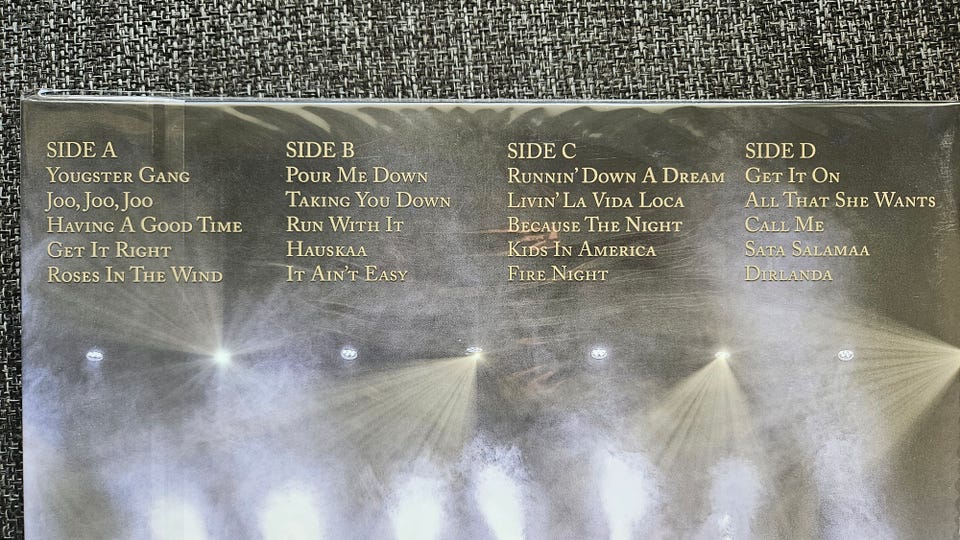 SIDE A
Yougster Gang
Joo, Joo, Joo
Having A Good Time
Get It Right
Roses In The Wind
SIDE B
Pour Me Down
Taking You Down
Run With It
Hauskaa
It Ain't Easy
SIDE C
Runnin' Down A Dream
Livin' La Vida Loca
Because The Night
Kids In America
Fire Night
SIDE D
Get It On
All That She Wants
Call Me
Sata Salamaa
Dirlanda